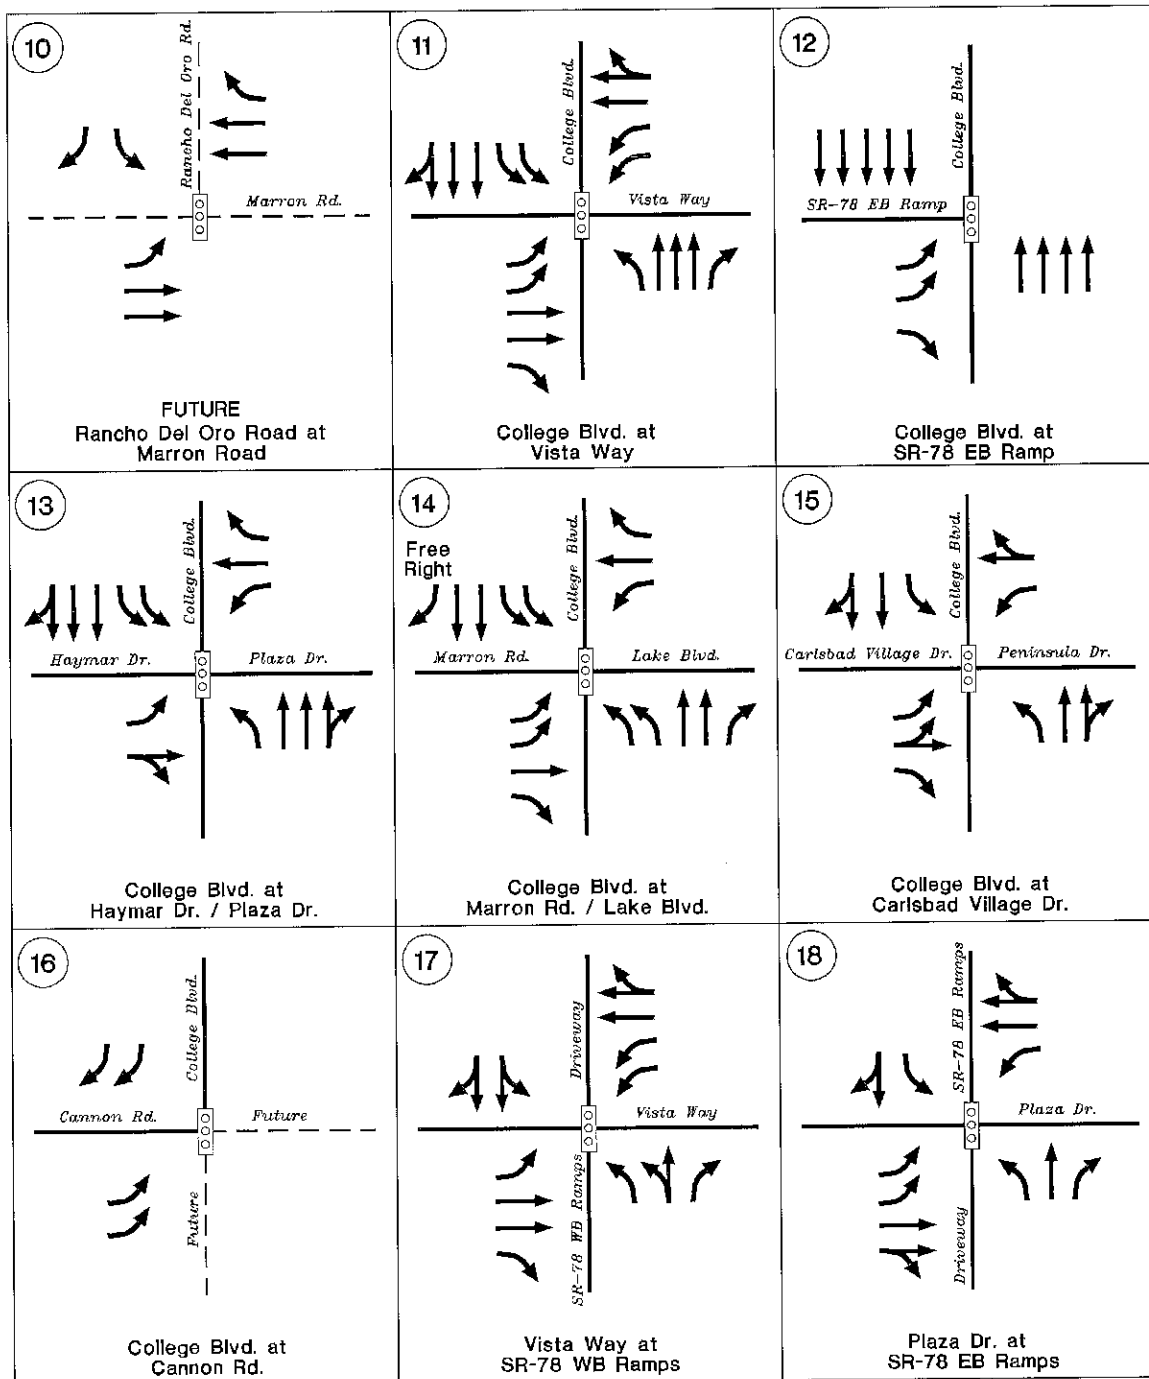 10
Rancho Del Oro Rd.
Marron Rd.
FUTURE
Rancho Del Oro Road at
Marron Road
11
College Blvd.
Vista Way
College Blvd. at
Vista Way
12
College Blvd.
SR-78 EB Ramp
College Blvd. at
SR-78 EB Ramp
13
College Blvd.
Haymar Dr.
Plaza Dr.
College Blvd. at
Haymar Dr. / Plaza Dr.
14
Free
Right
College Blvd.
Marron Rd.
Lake Blvd.
College Blvd. at
Marron Rd. / Lake Blvd.
15
College Blvd.
Carlsbad Village Dr.
Peninsula Dr.
College Blvd. at
Carlsbad Village Dr.
16
College Blvd.
Cannon Rd.
Future
Future
College Blvd. at
Cannon Rd.
17
Driveway
Vista Way
SR-78 WB Ramps
Vista Way at
SR-78 WB Ramps
18
SR-78 EB Ramps
Plaza Dr.
Driveway
Plaza Dr. at
SR-78 EB Ramps